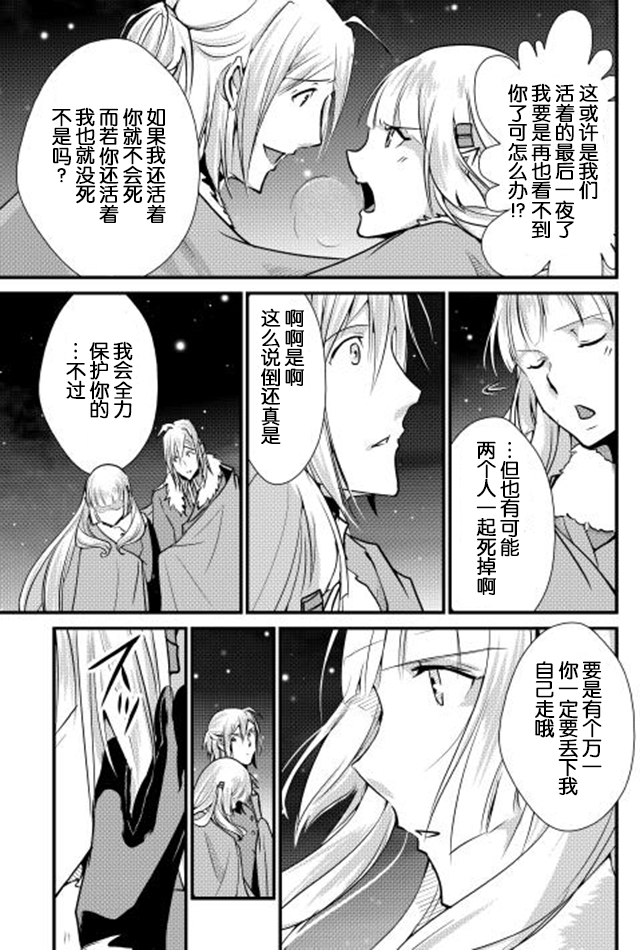 这或许是我们
活着的最后一夜了
我要是再也看不到
你了可怎么办!?
如果我还活着
你就不会死
而若你还活着
我也就没死
不是吗？
…但也有可能
两个人一起死掉啊
啊啊是啊
这么说倒还真是
我会全力
保护你的
…不过
要是有个万一
你一定要丢下我
自己走哦